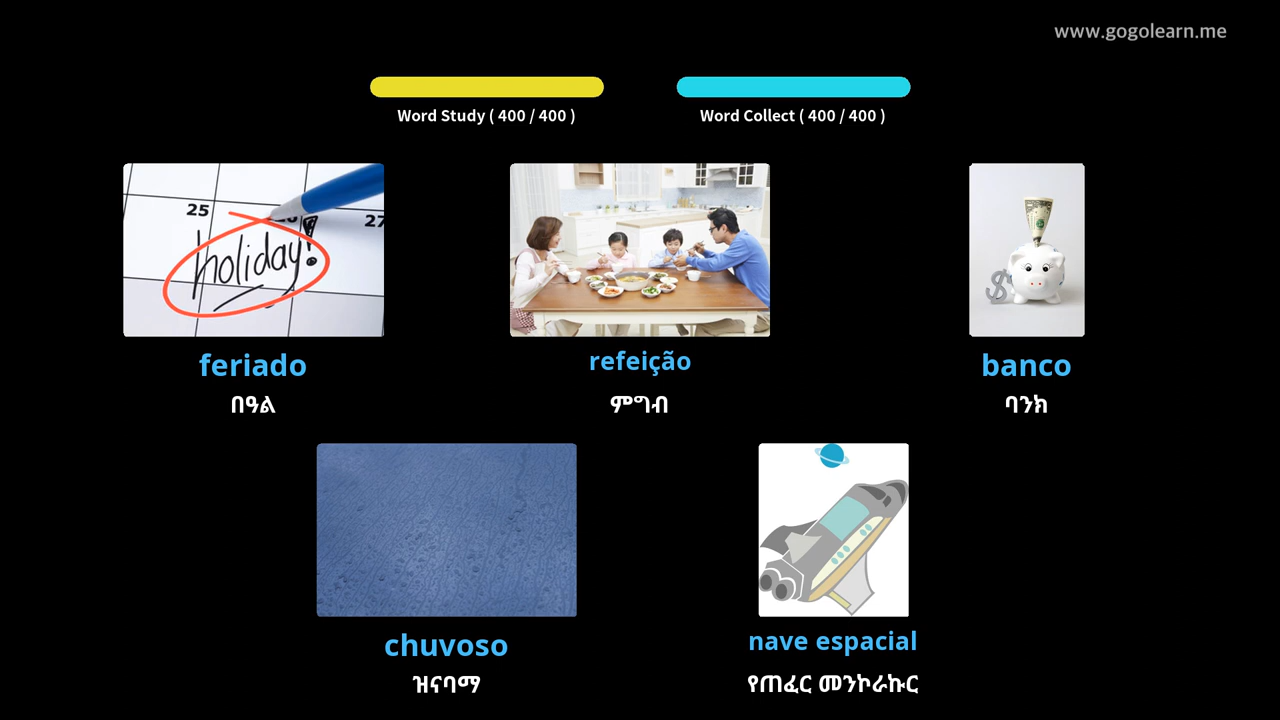 www.gogolearn.me
Word Study ( 400 / 400 )
Word Collect ( 400 / 400 )
25
27
holiday!
feriado
refeição
banco
በዓል
ምግብ
ባንክ
$
chuvoso
nave espacial
ዝናባማ
የጠፈር መንኮራኩር